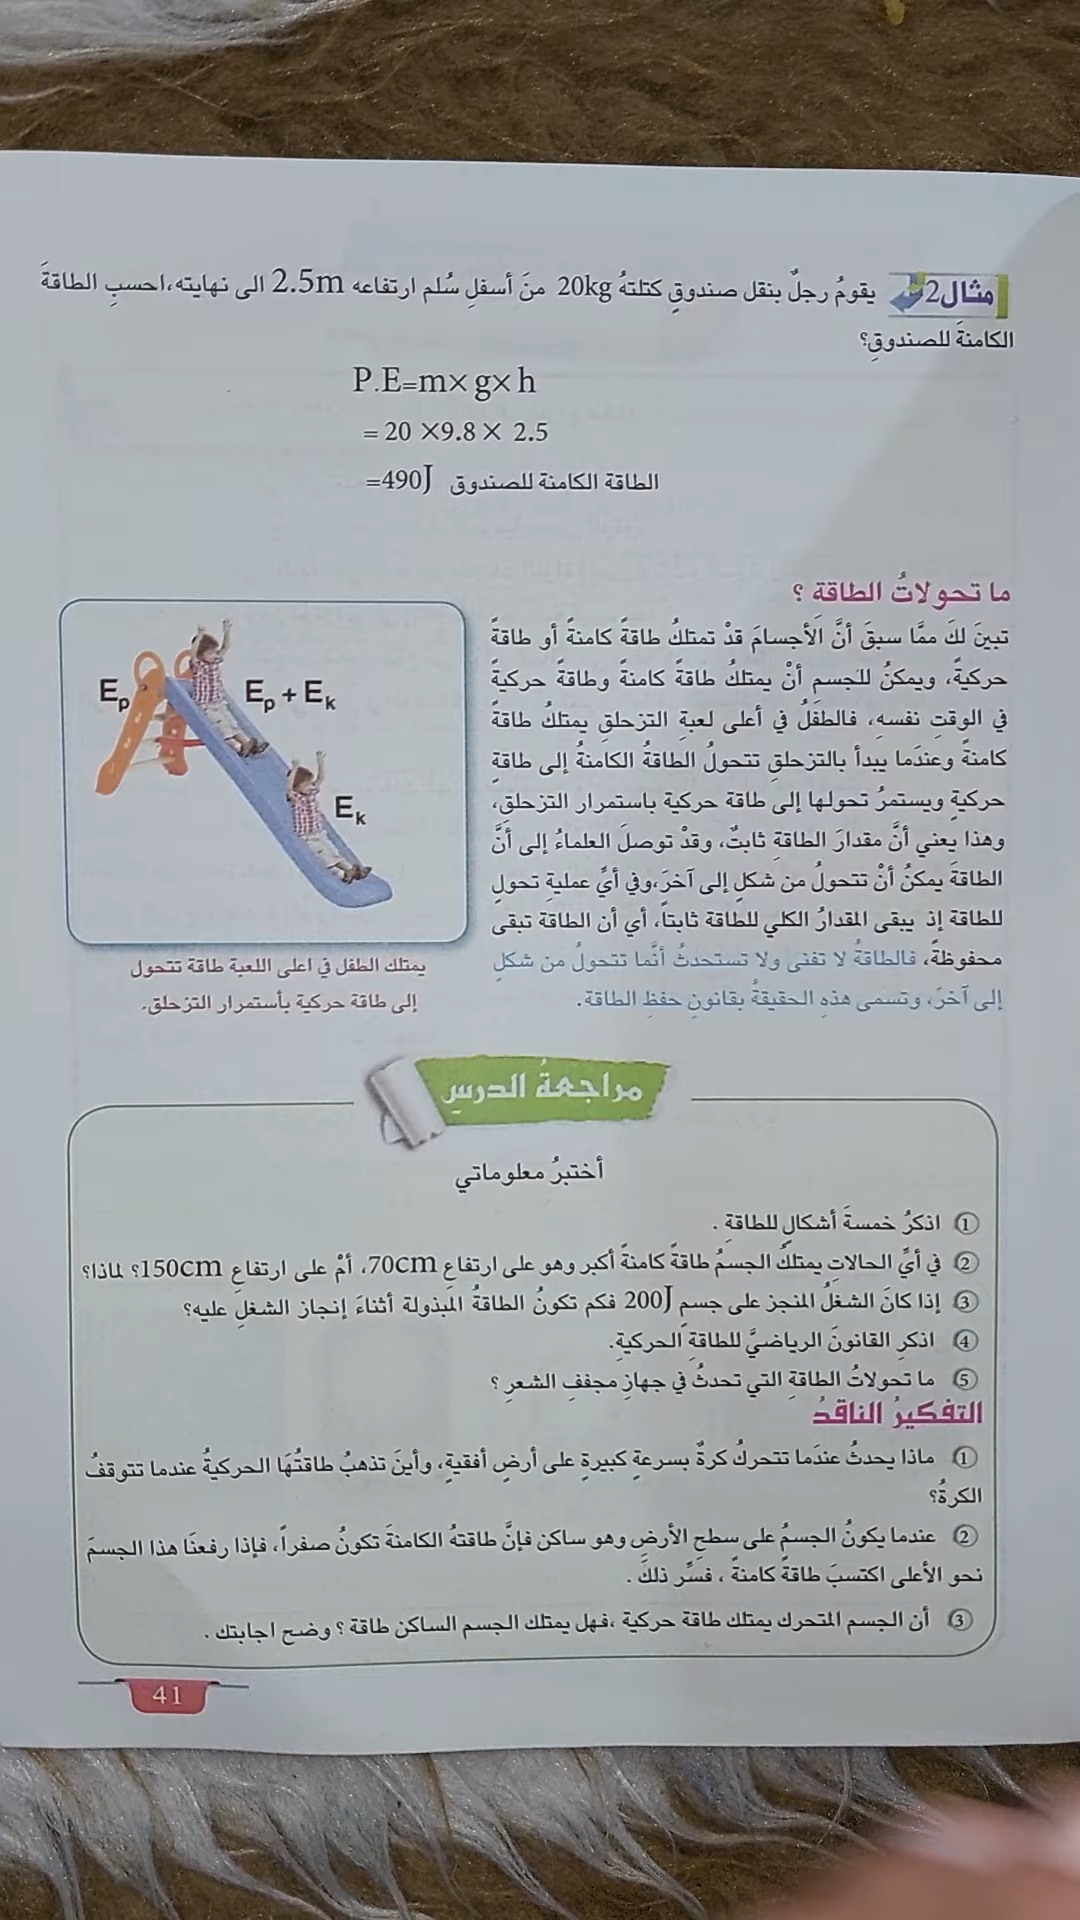 مثال2 يقومُ رجلٌ بنقل صندوقٍ كتلتهُ 20kg منَ أسفلِ سُلم ارتفاعه 2.5m الى نهايته،احسبِ الطاقةَ
الكامنةَ للصندوقِ؟
P.E=m× g× h
= 20 ×9.8 × 2.5
=490J الطاقة الكامنة للصندوق
ما تحولاتُ الطاقة ؟
تبينَ لكَ ممَّا سبقَ أنَّ الأجسامَ قدْ تمتلكُ طاقةً كامنةً أو طاقةً
حركيةً، ويمكنُ للجسم أنْ يمتلكُ طاقةً كامنةً وطاقةً حركيةً
في الوقتِ نفسهِ، فالطفلُ في أعلى لعبةِ التزحلقِ يمتلكُ طاقةً
كامنةً وعندَما يبدأ بالتزحلقِ تتحولُ الطاقةُ الكامنةُ إلى طاقةٍ
حركيةٍ ويستمرُ تحولها إلى طاقة حركية باستمرار التزحلق،
وهذا يعني أنَّ مقدارَ الطاقةِ ثابتٌ، وقدْ توصلَ العلماءُ إلى أنَّ
الطاقةَ يمكنُ أنْ تتحولُ من شكلٍ إلى آخرَ،وفي أيِّ عمليةِ تحولٍ
للطاقة إذ يبقى المقدارُ الكلي للطاقة ثابتاً، أي أن الطاقة تبقى
محفوظةً، فالطاقةُ لا تفنى ولا تستحدثُ أنَّما تتحولُ من شكلٍ
إلى آخرَ، وتسمى هذهِ الحقيقةُ بقانونِ حفظِ الطاقة.
Ep
Ep + Ek
Ek
يمتلك الطفل في اعلى اللعبة طاقة تتحول
إلى طاقة حركية بأستمرار التزحلق.
مراجعةُ الدرسِ
أختبرُ معلوماتي
① اذكرُ خمسةَ أشكالٍ للطاقةِ .
② في أيِّ الحالاتِ يمتلكُ الجسمُ طاقةً كامنةً أكبر وهو على ارتفاعِ 70cm، أمْ على ارتفاعِ 150cm؟ لماذا؟
③ إذا كانَ الشغلُ المنجز على جسمٍ 200J فكم تكونُ الطاقةُ المبذولة أثناءَ إنجاز الشغلِ عليه؟
④ اذكرِ القانونَ الرياضيَّ للطاقةِ الحركيةِ.
⑤ ما تحولاتُ الطاقةِ التي تحدثُ في جهازِ مجففِ الشعرِ ؟
التفكيرُ الناقدُ
① ماذا يحدثُ عندَما تتحركُ كرةٌ بسرعةٍ كبيرةٍ على أرضٍ أفقيةٍ، وأينَ تذهبُ طاقتُهَا الحركيةُ عندما تتوقفُ
الكرةُ؟
② عندما يكونُ الجسمُ على سطحِ الأرضِ وهو ساكن فإنَّ طاقتهُ الكامنةَ تكونُ صفراً، فإذا رفعنَا هذا الجسمَ
نحو الأعلى اكتسبَ طاقةً كامنةً ، فسِّر ذلكَ .
③ أن الجسم المتحرك يمتلك طاقة حركية ،فهل يمتلك الجسم الساكن طاقة ؟ وضح اجابتك .
41